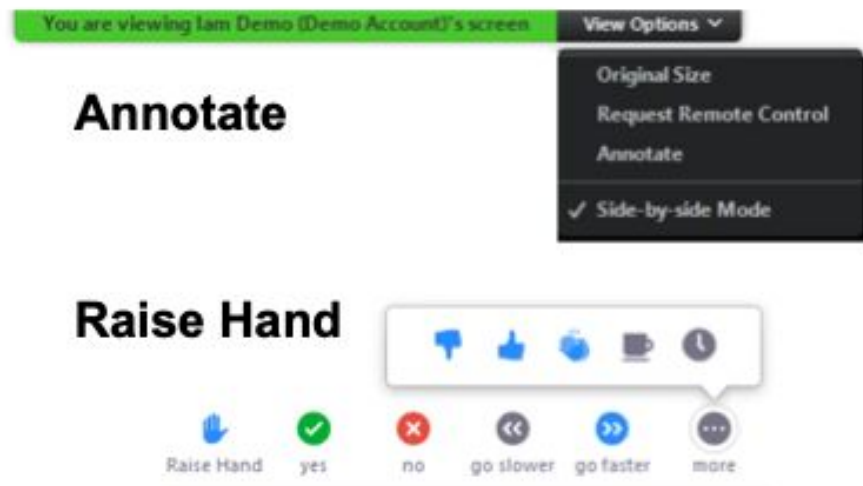 You are viewing Iam Demo (Demo Account)'s screen View Options
Original Size
Annotate
Request Remote Control
Annotate
Side-by-side Mode
Raise Hand
Raise Hand yes no go slower go faster more